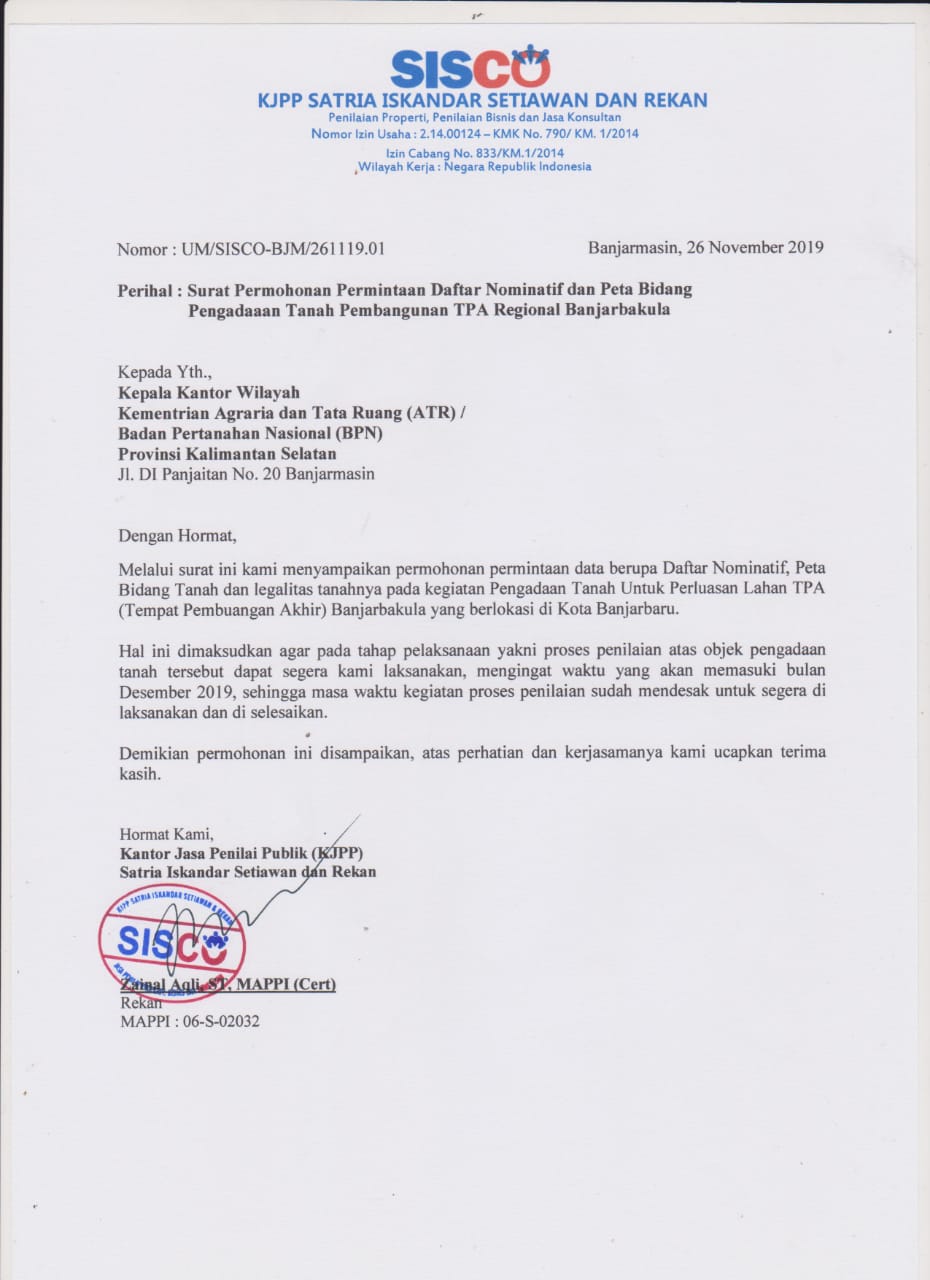 SISCO
KJPP SATRIA ISKANDAR SETIAWAN DAN REKAN
Penilaian Properti, Penilaian Bisnis dan Jasa Konsultan
Nomor Izin Usaha : 2.14.00124 – KMK No. 790/ KM. 1/2014
Izin Cabang No. 833/KM.1/2014
Wilayah Kerja : Negara Republik Indonesia
Nomor : UM/SISCO-BJM/261119.01 Banjarmasin, 26 November 2019
Perihal : Surat Permohonan Permintaan Daftar Nominatif dan Peta Bidang
Pengadaaan Tanah Pembangunan TPA Regional Banjarbakula
Kepada Yth.,
Kepala Kantor Wilayah
Kementrian Agraria dan Tata Ruang (ATR) /
Badan Pertanahan Nasional (BPN)
Provinsi Kalimantan Selatan
Jl. DI Panjaitan No. 20 Banjarmasin
Dengan Hormat,
Melalui surat ini kami menyampaikan permohonan permintaan data berupa Daftar Nominatif, Peta
Bidang Tanah dan legalitas tanahnya pada kegiatan Pengadaan Tanah Untuk Perluasan Lahan TPA
(Tempat Pembuangan Akhir) Banjarbakula yang berlokasi di Kota Banjarbaru.
Hal ini dimaksudkan agar pada tahap pelaksanaan yakni proses penilaian atas objek pengadaan
tanah tersebut dapat segera kami laksanakan, mengingat waktu yang akan memasuki bulan
Desember 2019, sehingga masa waktu kegiatan proses penilaian sudah mendesak untuk segera di
laksanakan dan di selesaikan.
Demikian permohonan ini disampaikan, atas perhatian dan kerjasamanya kami ucapkan terima
kasih.
Hormat Kami,
Kantor Jasa Penilai Publik (KJPP)
Satria Iskandar Setiawan dan Rekan
KJPP SATRIA ISKANDAR SETIAWAN & REKAN
SISCO
Zainal Aqli, ST, MAPPI (Cert)
Rekan
MAPPI : 06-S-02032